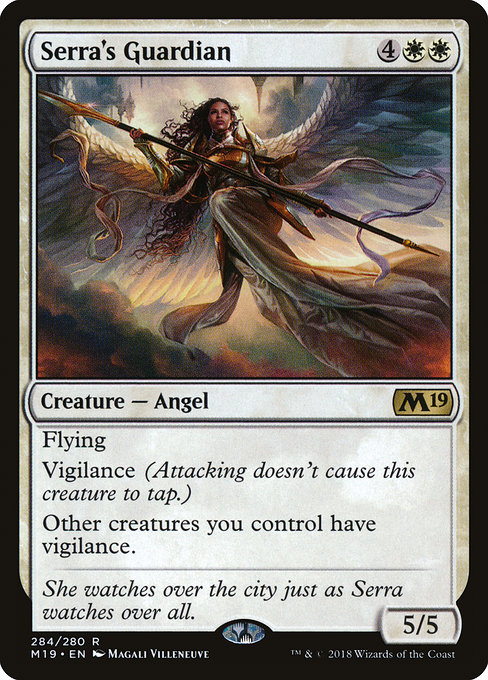 Serra's Guardian 4
Creature — Angel M19
Flying
Vigilance (Attacking doesn't cause this
creature to tap.)
Other creatures you control have
vigilance.
She watches over the city just as Serra
watches over all.
5/5
284/280 R
M19 • EN Magali Villeneuve ™ & © 2018 Wizards of the Coast